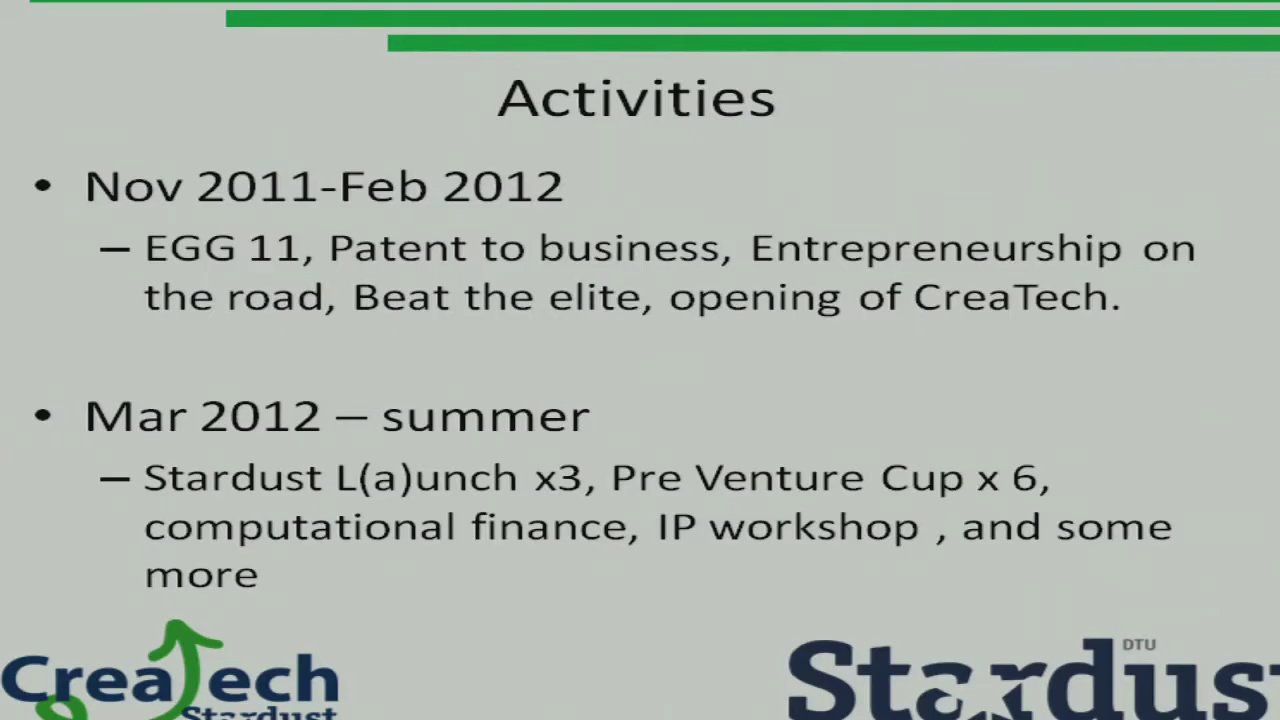 Activities
• Nov 2011-Feb 2012
– EGG 11, Patent to business, Entrepreneurship on
the road, Beat the elite, opening of CreaTech.
• Mar 2012 – summer
– Stardust L(a)unch x3, Pre Venture Cup x 6,
computational finance, IP workshop , and some
more
CreaTech
Stardust
DTU
Stardust